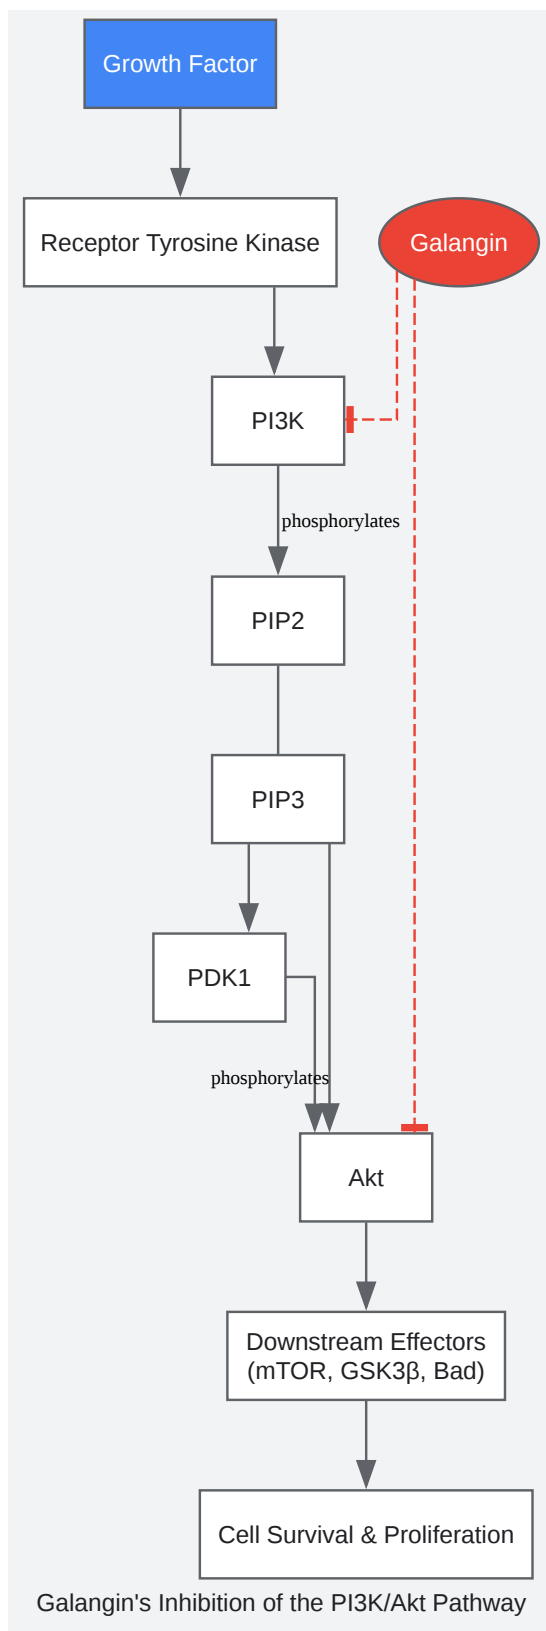 Growth Factor
Receptor Tyrosine Kinase
Galangin
PI3K
phosphorylates
PIP2
PIP3
PDK1
phosphorylates
Akt
Downstream Effectors
(mTOR, GSK3β, Bad)
Cell Survival & Proliferation
Galangin's Inhibition of the PI3K/Akt Pathway